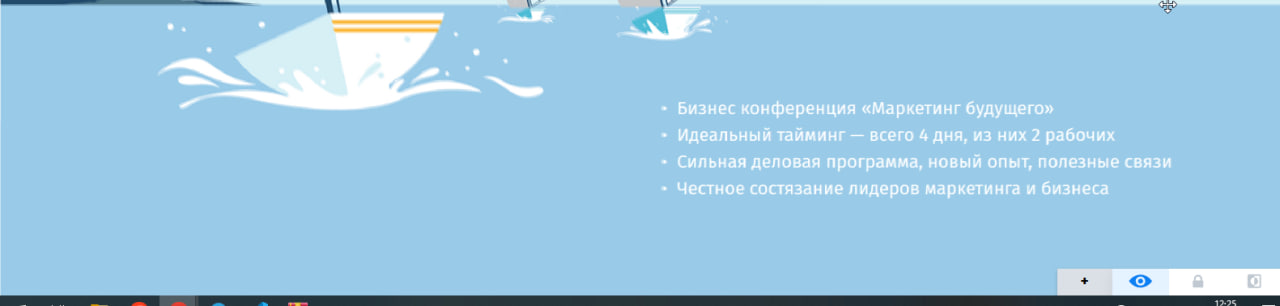 • Бизнес конференция «Маркетинг будущего»
• Идеальный тайминг — всего 4 дня, из них 2 рабочих
• Сильная деловая программа, новый опыт, полезные связи
• Честное состязание лидеров маркетинга и бизнеса
+
12:25